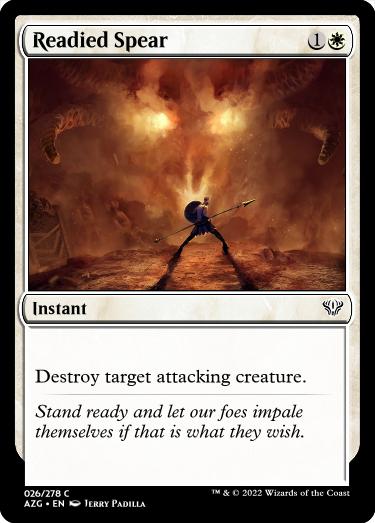 Readied Spear 1
Instant
Destroy target attacking creature.
Stand ready and let our foes impale
themselves if that is what they wish.
026/278 C
AZG • EN Jerry Padilla
™ & © 2022 Wizards of the Coast